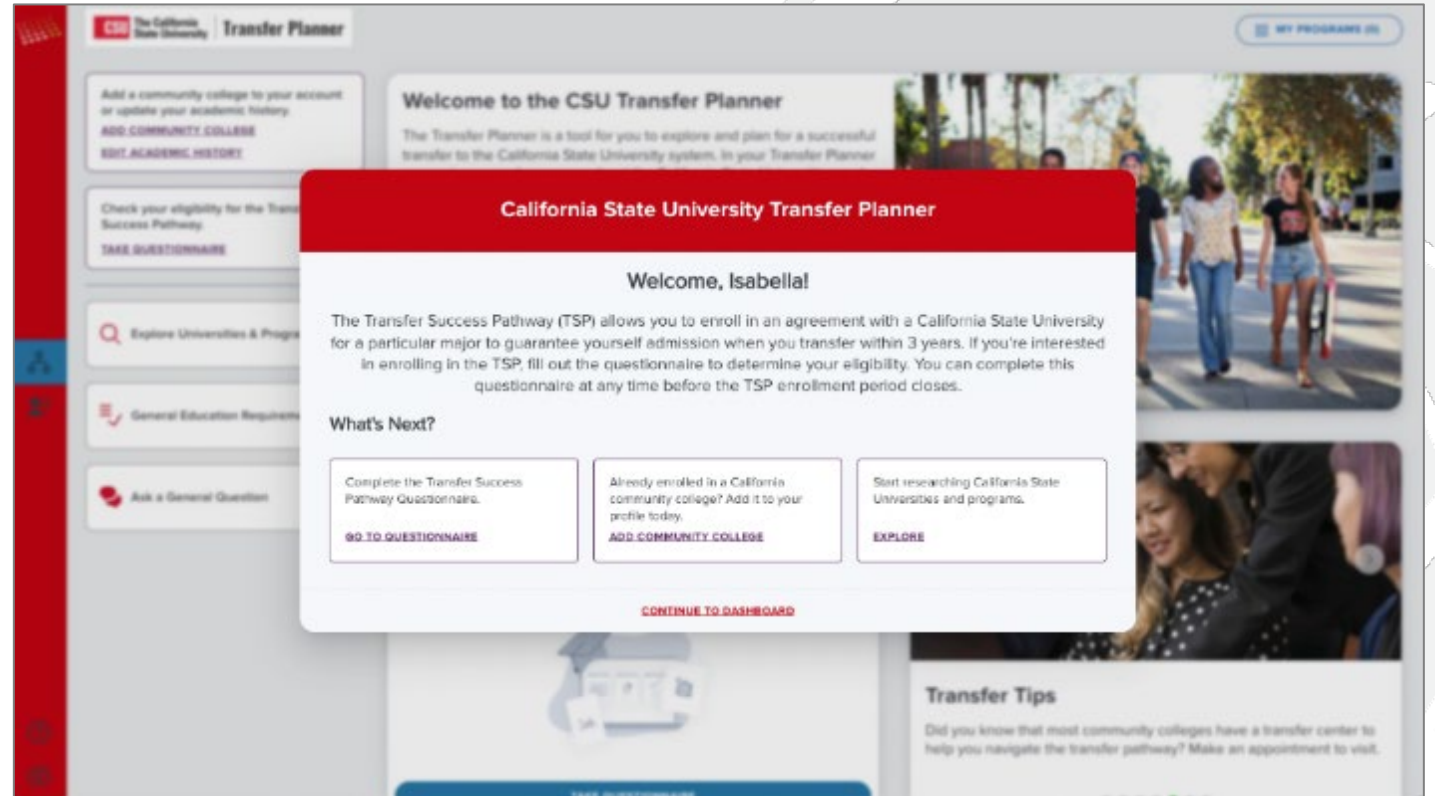 CSU The California State University Transfer Planner
MY PROGRAMS (0)
Add a community college to your account
or update your academic history.
ADD COMMUNITY COLLEGE
EDIT ACADEMIC HISTORY
Check your eligibility for the
Success Pathway.
TAKE QUESTIONNAIRE
Explore Universities &
General Education
Ask a General Question
Welcome to the CSU Transfer Planner
The Transfer Planner is a tool for you to explore and plan for a successful
transfer to the California State University system. In your Transfer Planner
California State University Transfer Planner
Welcome, Isabella!
The Transfer Success Pathway (TSP) allows you to enroll in an agreement with a California State University
for a particular major to guarantee yourself admission when you transfer within 3 years. If you're interested
in enrolling in the TSP, fill out the questionnaire to determine your eligibility. You can complete this
questionnaire at any time before the TSP enrollment period closes.
What's Next?
Complete the Transfer Success
Pathway Questionnaire.
GO TO QUESTIONNAIRE
Already enrolled in a California
community college? Add it to your
profile today.
ADD COMMUNITY COLLEGE
Start researching California State
Universities and programs.
EXPLORE
CONTINUE TO DASHBOARD
Transfer Tips
Did you know that most community colleges have a transfer center to
help you navigate the transfer pathway? Make an appointment to visit.